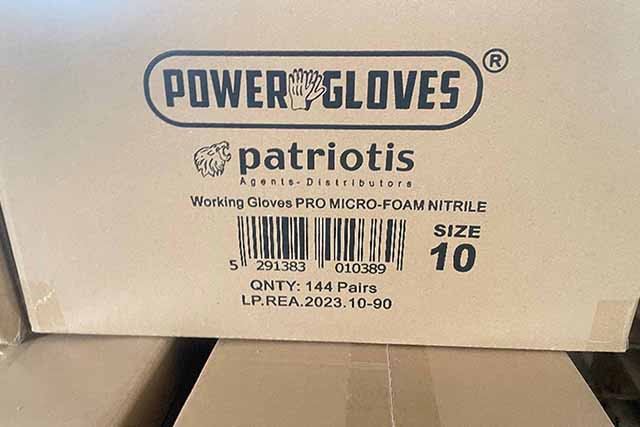 POWER GLOVES ®
patriotis
Agents-Distributors
Working Gloves PRO MICRO-FOAM NITRILE
SIZE
10
5 291383 010389
QNTY: 144 Pairs
LP.REA.2023.10-90